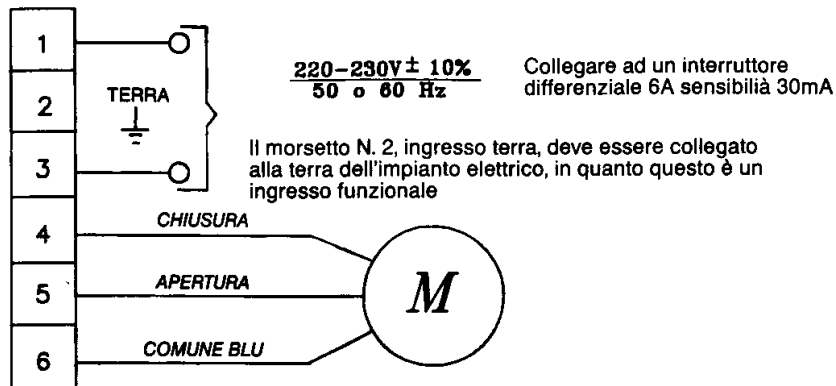 1
220-230V± 10%
50 o 60 Hz
Collegare ad un interruttore
differenziale 6A sensibilià 30mA
2
TERRA
Il morsetto N. 2, ingresso terra, deve essere collegato
alla terra dell'impianto elettrico, in quanto questo è un
ingresso funzionale
3
4
CHIUSURA
5
APERTURA
M
6
COMUNE BLU